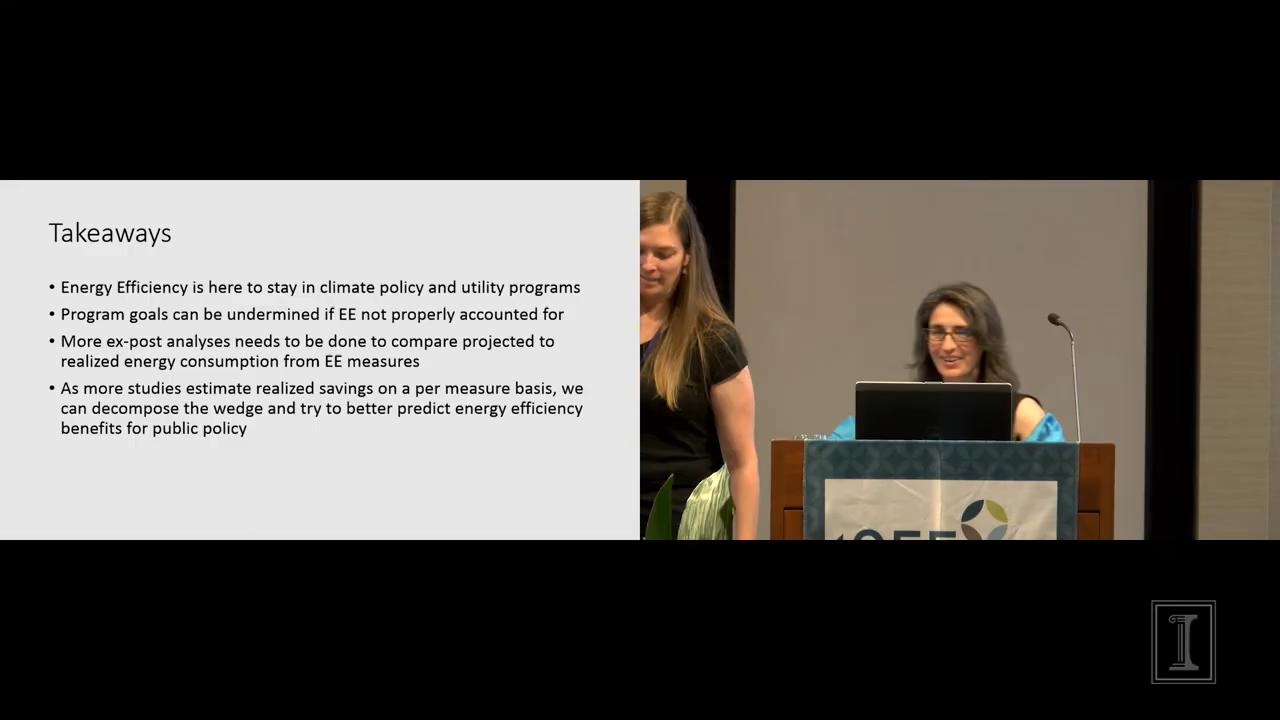 Takeaways
• Energy Efficiency is here to stay in climate policy and utility programs
• Program goals can be undermined if EE not properly accounted for
• More ex-post analyses needs to be done to compare projected to
realized energy consumption from EE measures
• As more studies estimate realized savings on a per measure basis, we
can decompose the wedge and try to better predict energy efficiency
benefits for public policy
I